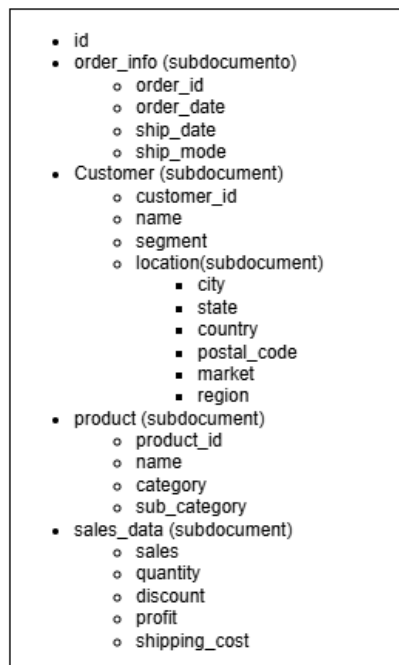 id
order_info (subdocumento)
order_id
order_date
ship_date
ship_mode
Customer (subdocument)
customer_id
name
segment
location(subdocument)
city
state
country
postal_code
market
region
product (subdocument)
product_id
name
category
sub_category
sales_data (subdocument)
sales
quantity
discount
profit
shipping_cost